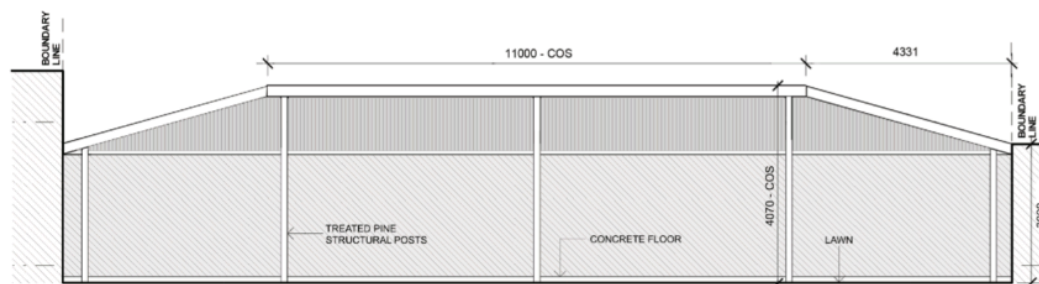 BOUNDARY
LINE
11000 - COS
4331
BOUNDARY
LINE
4070 - COS
TREATED PINE
STRUCTURAL POSTS
CONCRETE FLOOR
LAWN